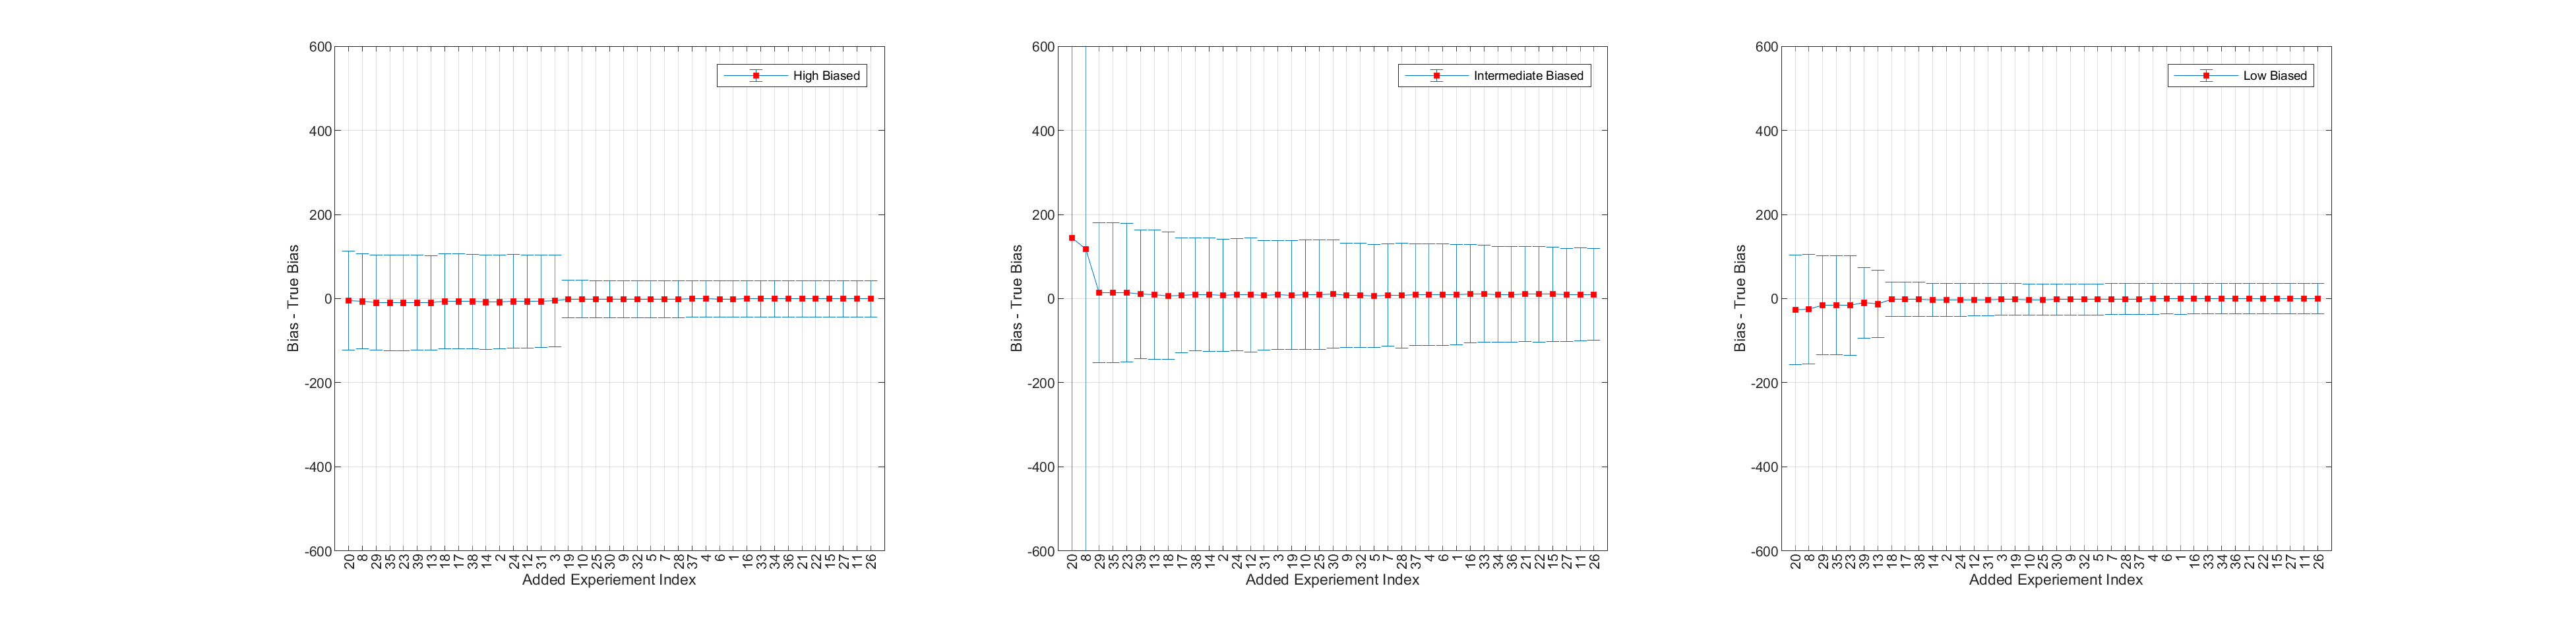 600
400
200
0
-200
-400
-600
Bias - True Bias
High Biased
20 8 29 35 23 39 13 18 17 38 14 2 24 12 31 3 19 10 25 30 9 32 5 7 28 37 4 6 1 16 33 34 36 21 22 15 27 11 26
Added Experiement Index
600
400
200
0
-200
-400
-600
Bias - True Bias
Intermediate Biased
20 8 29 35 23 39 13 18 17 38 14 2 24 12 31 3 19 10 25 30 9 32 5 7 28 37 4 6 1 16 33 34 36 21 22 15 27 11 26
Added Experiement Index
600
400
200
0
-200
-400
-600
Bias - True Bias
Low Biased
20 8 29 35 23 39 13 18 17 38 14 2 24 12 31 3 19 10 25 30 9 32 5 7 28 37 4 6 1 16 33 34 36 21 22 15 27 11 26
Added Experiement Index